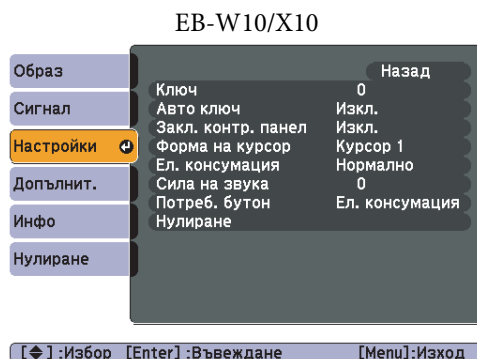 EB-W10/X10
Образ
Сигнал
Настройки
Допълнит.
Инфо
Нулиране
Назад
Ключ 0
Авто ключ Изкл.
Закл. контр. панел Изкл.
Форма на курсор Курсор 1
Ел. консумация Нормално
Сила на звука 0
Потреб. бутон Ел. консумация
Нулиране
[◆] :Избор [Enter] :Въвеждане [Menu]:Изход